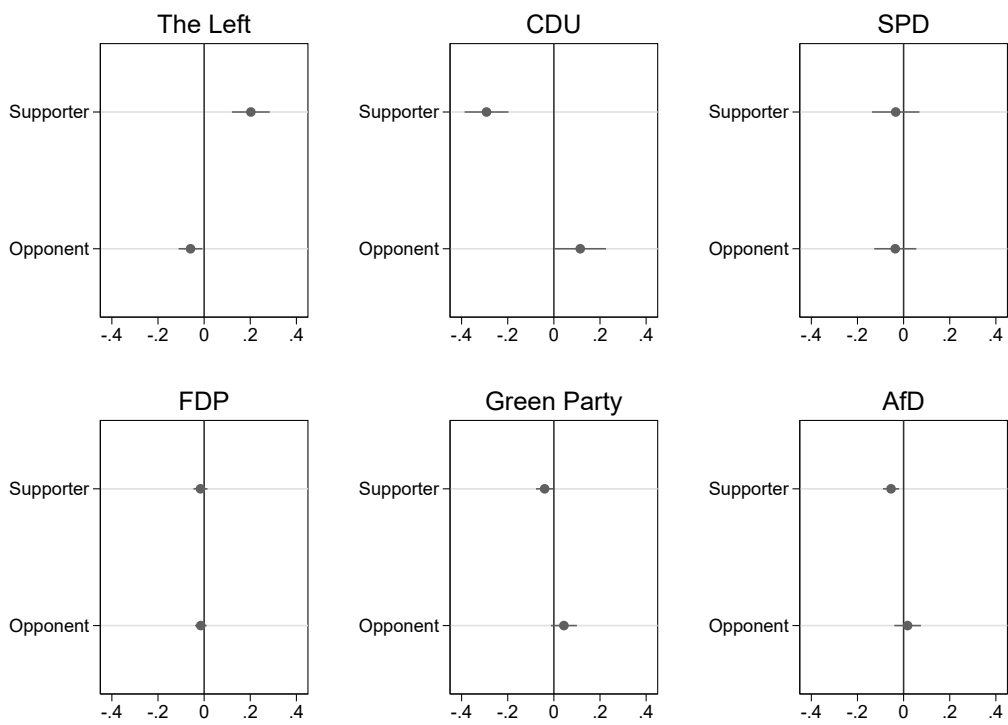 The Left
CDU
SPD
Supporter
Supporter
Supporter
Opponent
Opponent
Opponent
-.4 -.2 0 .2 .4
-.4 -.2 0 .2 .4
-.4 -.2 0 .2 .4
FDP
Green Party
AfD
Supporter
Supporter
Supporter
Opponent
Opponent
Opponent
-.4 -.2 0 .2 .4
-.4 -.2 0 .2 .4
-.4 -.2 0 .2 .4